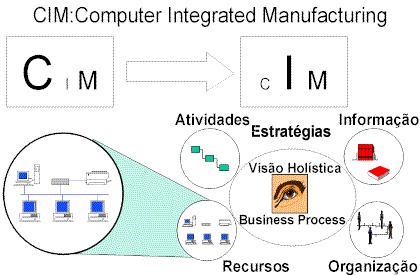 CIM:Computer Integrated Manufacturing
C I M
C I M
Atividades
Estratégias
Informação
Visão Holística
Business Process
Recursos
Organização